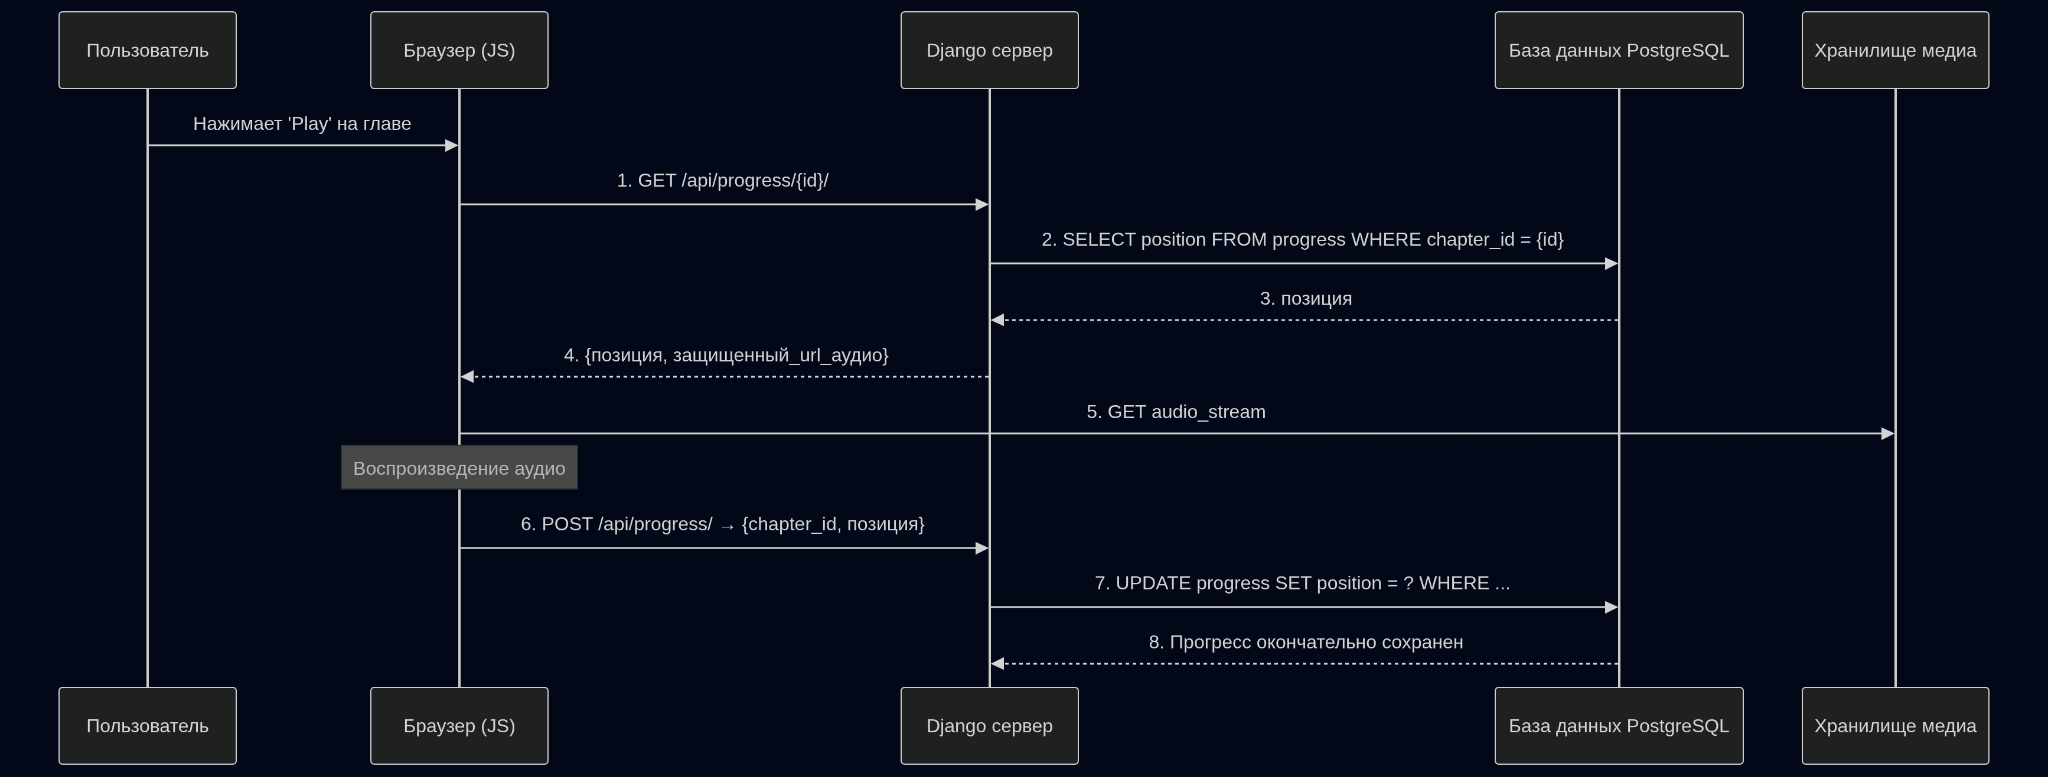 Пользователь
Браузер (JS)
Django сервер
База данных PostgreSQL
Хранилище медиа
Нажимает 'Play' на главе
1. GET /api/progress/{id}/
2. SELECT position FROM progress WHERE chapter_id = {id}
3. позиция
4. {позиция, защищенный_url_аудио}
5. GET audio_stream
Воспроизведение аудио
6. POST /api/progress/ → {chapter_id, позиция}
7. UPDATE progress SET position = ? WHERE ...
8. Прогресс окончательно сохранен
Пользователь
Браузер (JS)
Django сервер
База данных PostgreSQL
Хранилище медиа